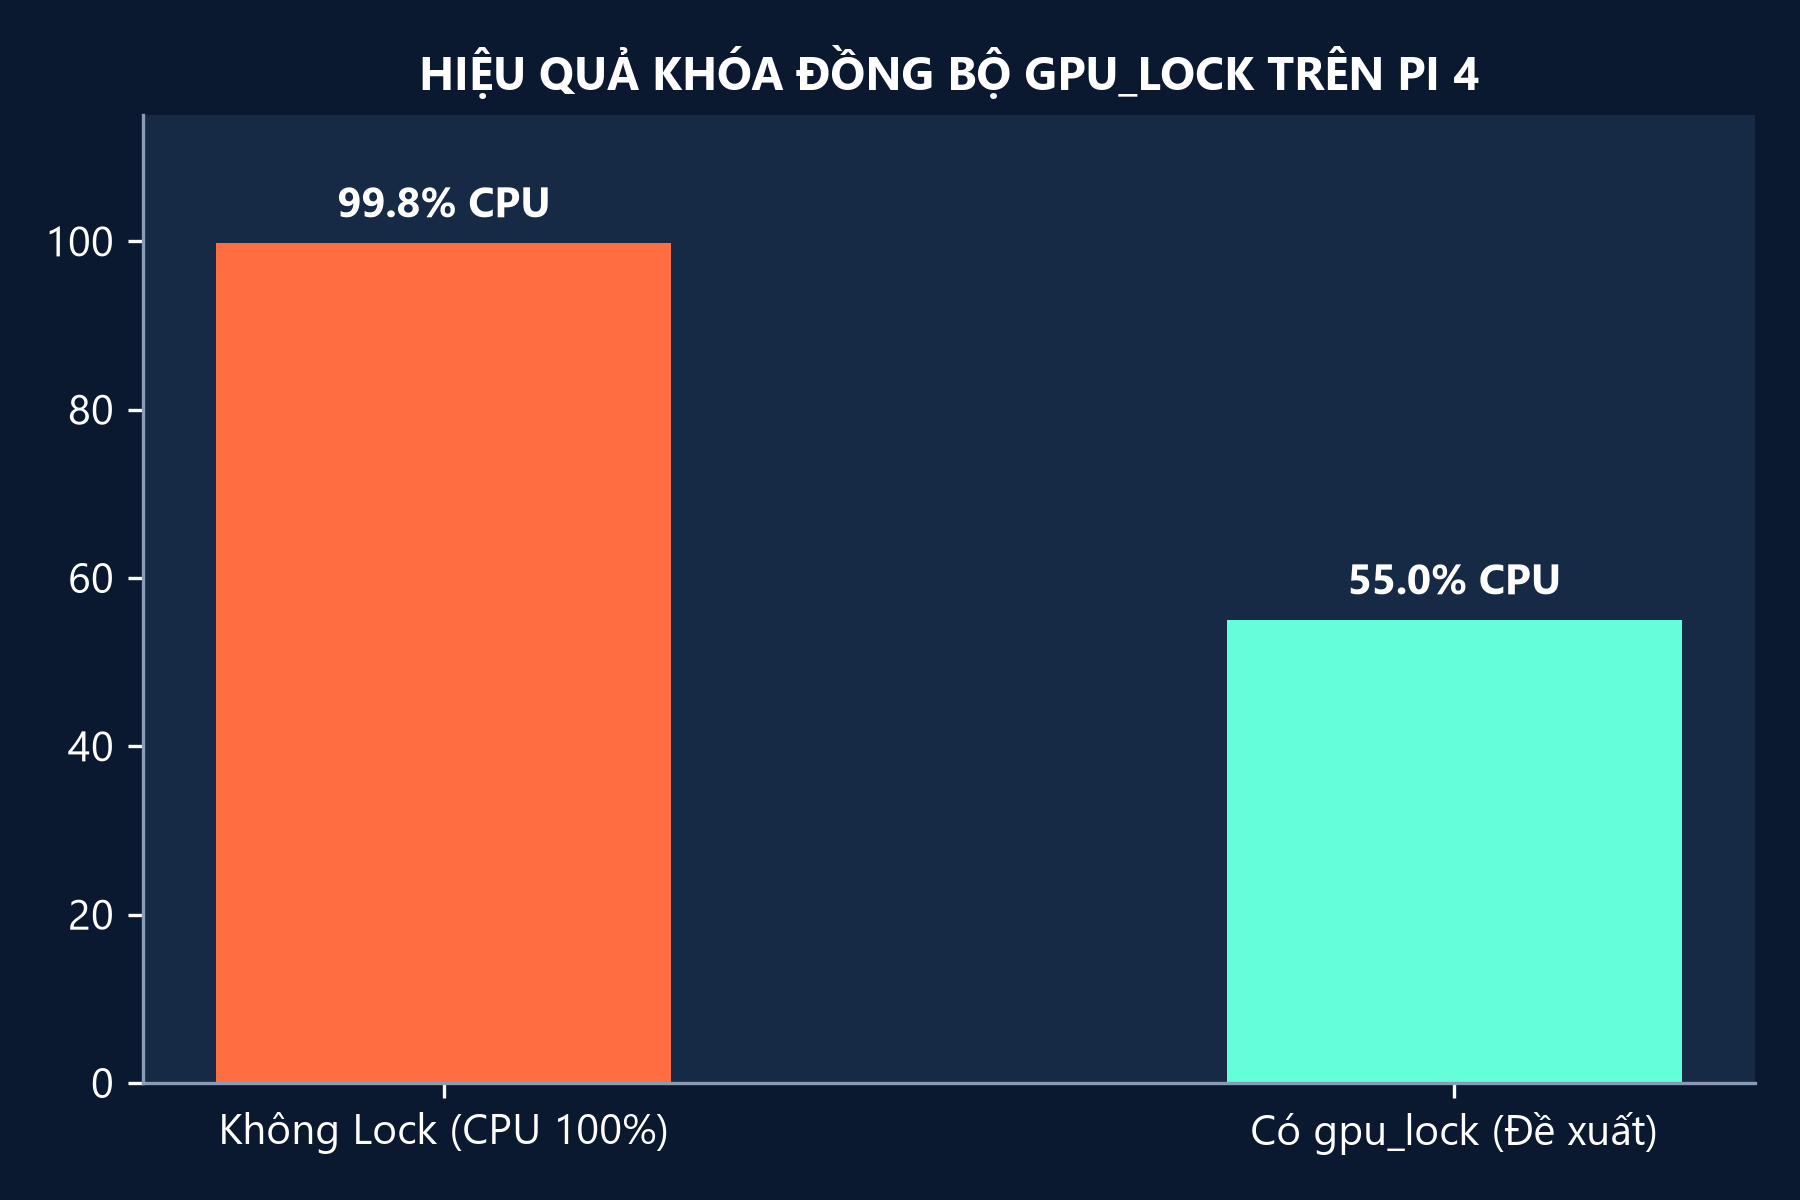 HIỆU QUẢ KHÓA ĐỒNG BỘ GPU_LOCK TRÊN PI 4
99.8% CPU
100
80
60
55.0% CPU
40
20
0
Không Lock (CPU 100%)
Có gpu_lock (Đề xuất)